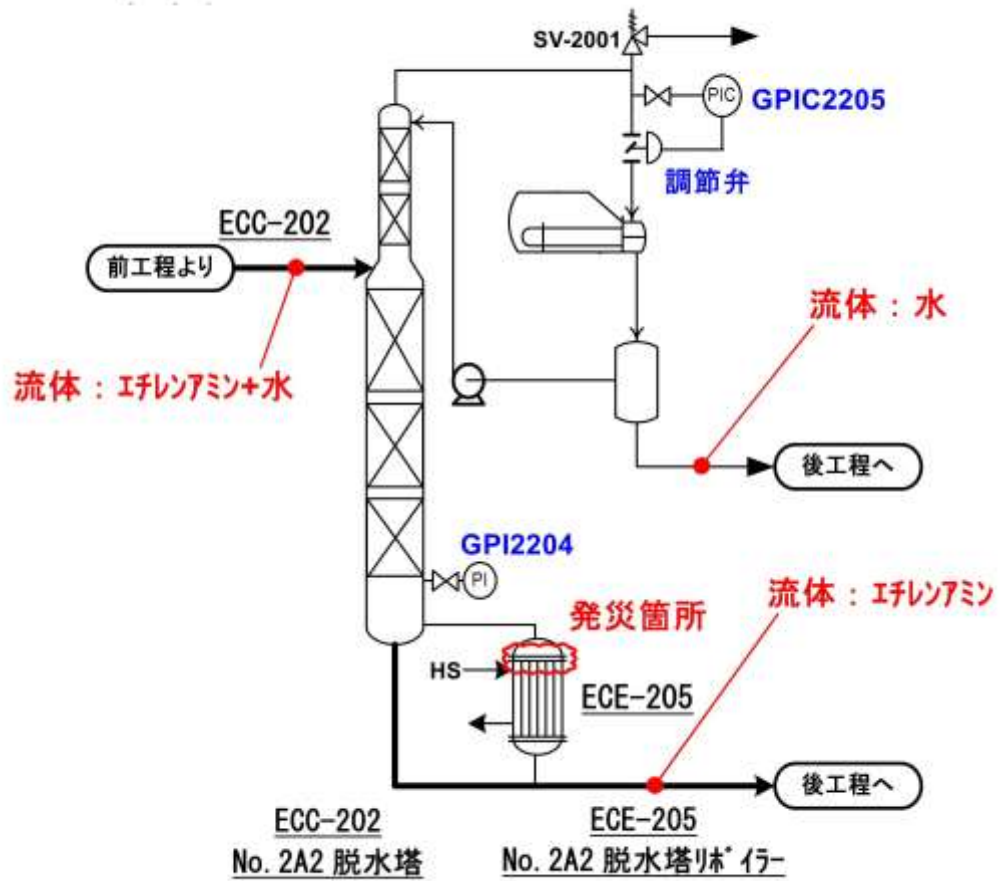 SV-2001
PIC
GPIC2205
調節弁
ECC-202
前工程より
流体：水
流体：ｴﾁﾚﾝｱﾐﾝ+水
後工程へ
GPI2204
PI
流体：ｴﾁﾚﾝｱﾐﾝ
発災箇所
HS
ECE-205
後工程へ
ECC-202
No. 2A2 脱水塔
ECE-205
No. 2A2 脱水塔ﾘﾎﾞｲﾗｰ